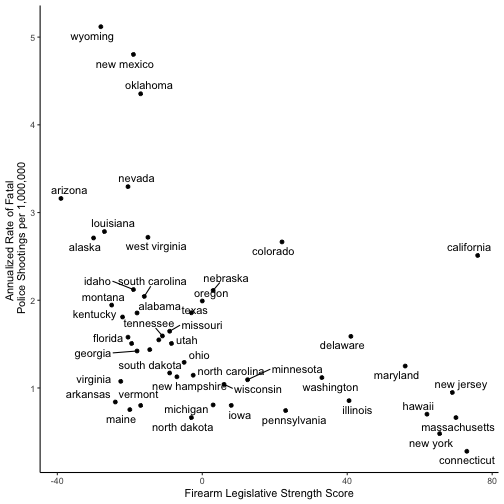 5
wyoming
new mexico
oklahoma
4
nevada
arizona
3
louisiana
alaska
west virginia
colorado
california
idaho south carolina
nebraska
oregon
montana
2
kentucky
alabama
texas
tennessee
missouri
florida
utah
delaware
georgia
ohio
south dakota
north carolina
minnesota
maryland
virginia
new hampshire
wisconsin
washington
new jersey
1
arkansas
vermont
michigan
iowa
illinois
hawaii
maine
north dakota
pennsylvania
massachusetts
new york
connecticut
-40 0 40 80
Firearm Legislative Strength Score
Annualized Rate of Fatal
Police Shootings per 1,000,000